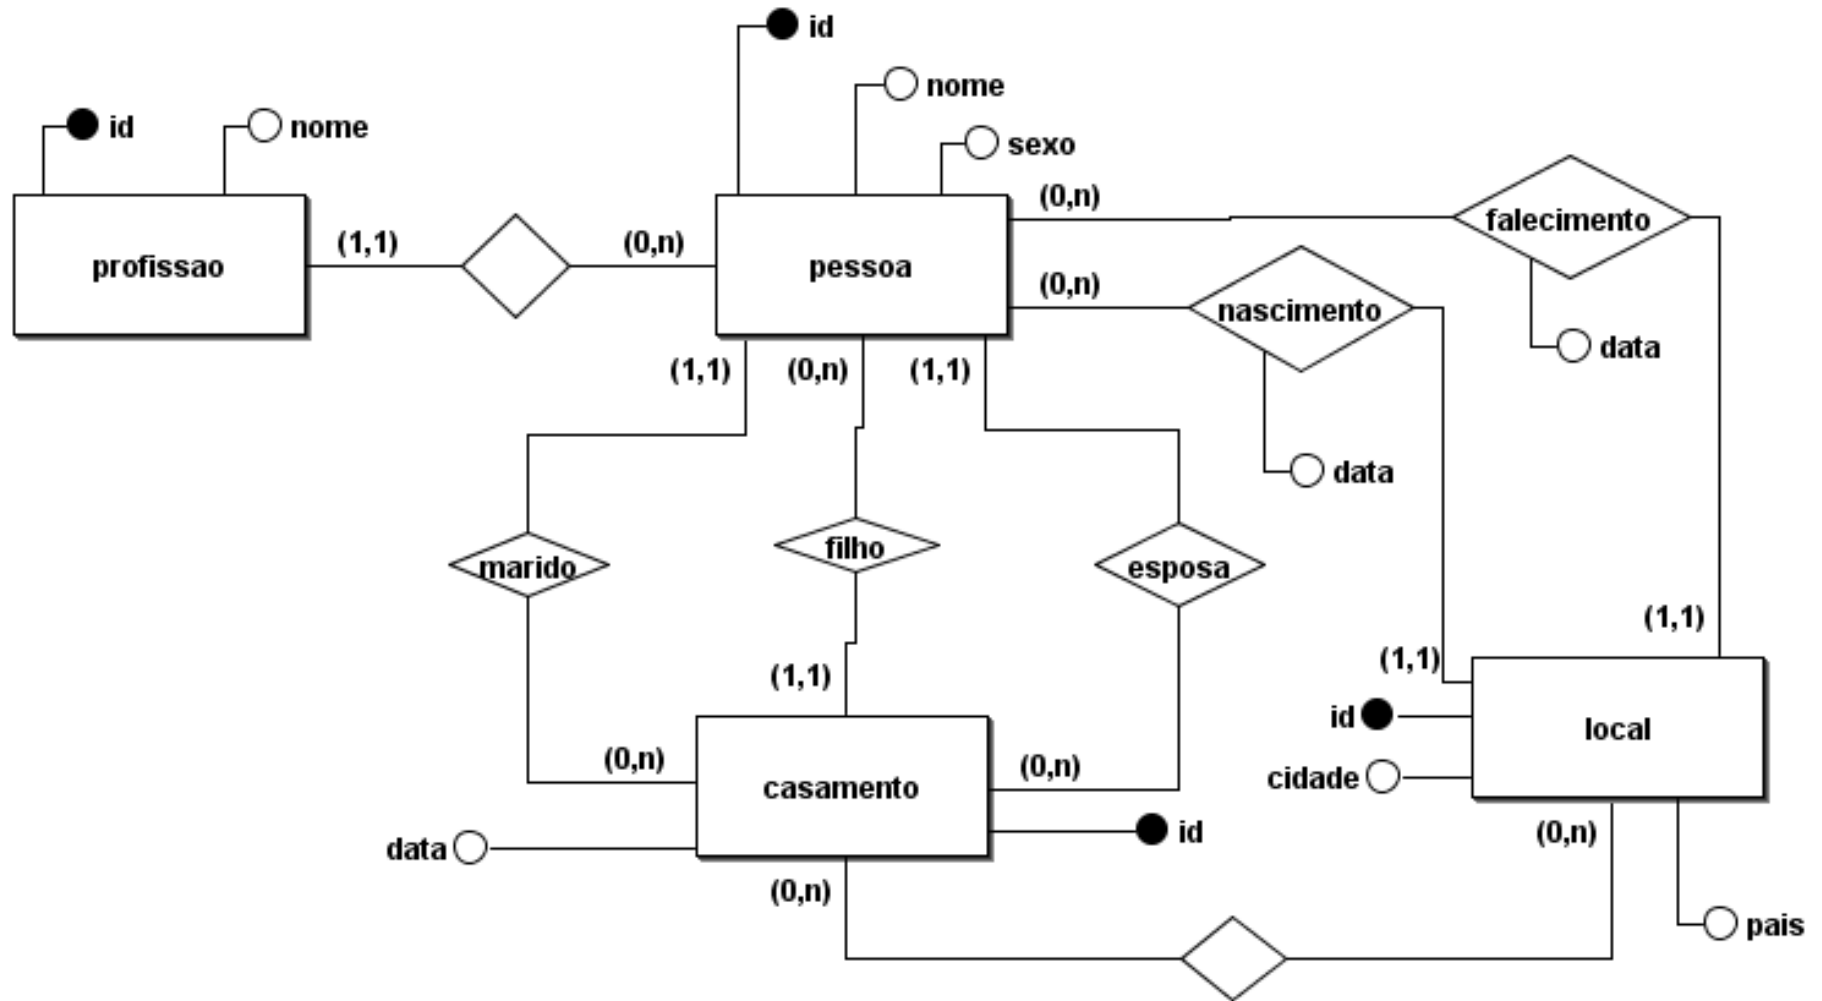 id
nome
id
nome
sexo
(0,n)
falecimento
(1,1)
(0,n)
profissao
pessoa
(0,n)
nascimento
data
(1,1)
(0,n)
(1,1)
data
filho
marido
esposa
(1,1)
(1,1)
(1,1)
id
local
(0,n)
(0,n)
cidade
casamento
id
(0,n)
data
(0,n)
pais